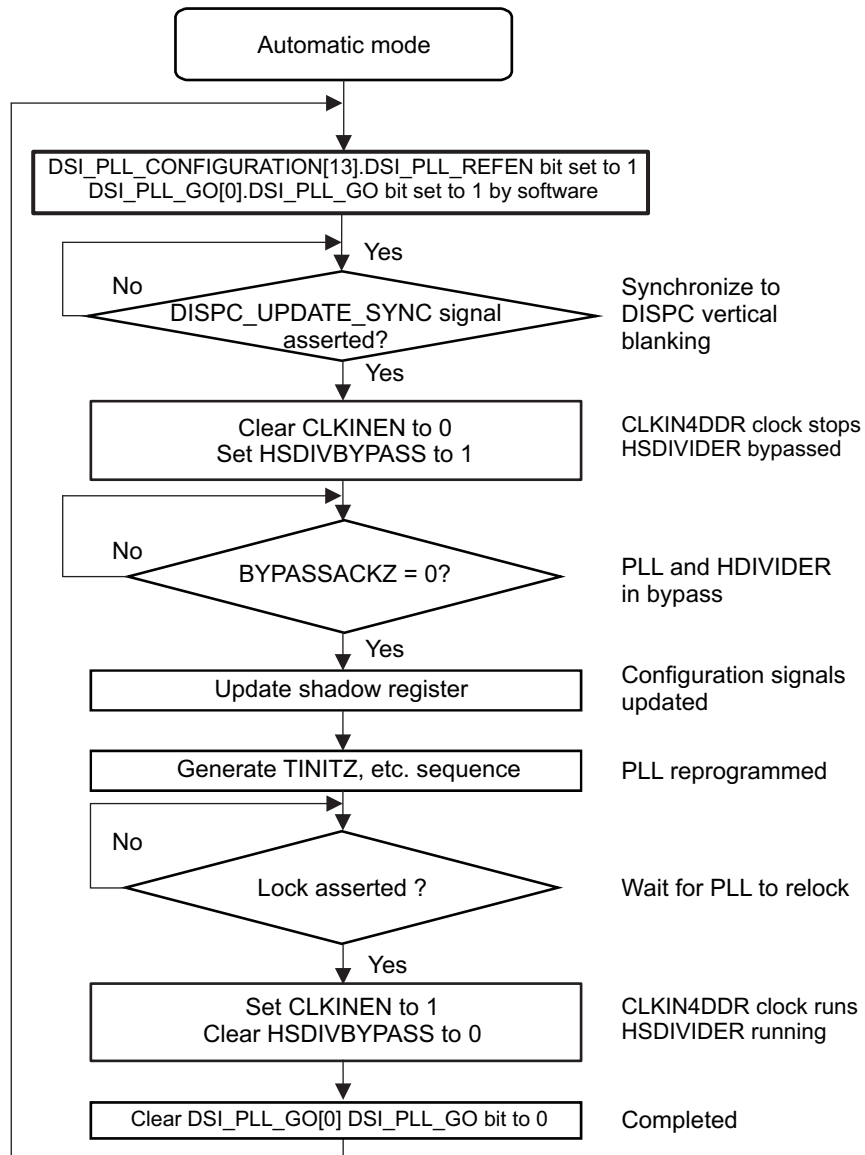 Automatic mode
DSI_PLL_CONFIGURATION[13].DSI_PLL_REFEN bit set to 1
DSI_PLL_GO[0].DSI_PLL_GO bit set to 1 by software
Yes
No
DISPC_UPDATE_SYNC signal
asserted?
Synchronize to
DISPC vertical
blanking
Yes
Clear CLKINEN to 0
Set HSDIVBYPASS to 1
CLKIN4DDR clock stops
HSDIVIDER bypassed
No
BYPASSACKZ = 0?
PLL and HDIVIDER
in bypass
Yes
Update shadow register
Configuration signals
updated
Generate TINITZ, etc. sequence
PLL reprogrammed
No
Lock asserted ?
Wait for PLL to relock
Yes
Set CLKINEN to 1
Clear HSDIVBYPASS to 0
CLKIN4DDR clock runs
HSDIVIDER running
Clear DSI_PLL_GO[0] DSI_PLL_GO bit to 0
Completed